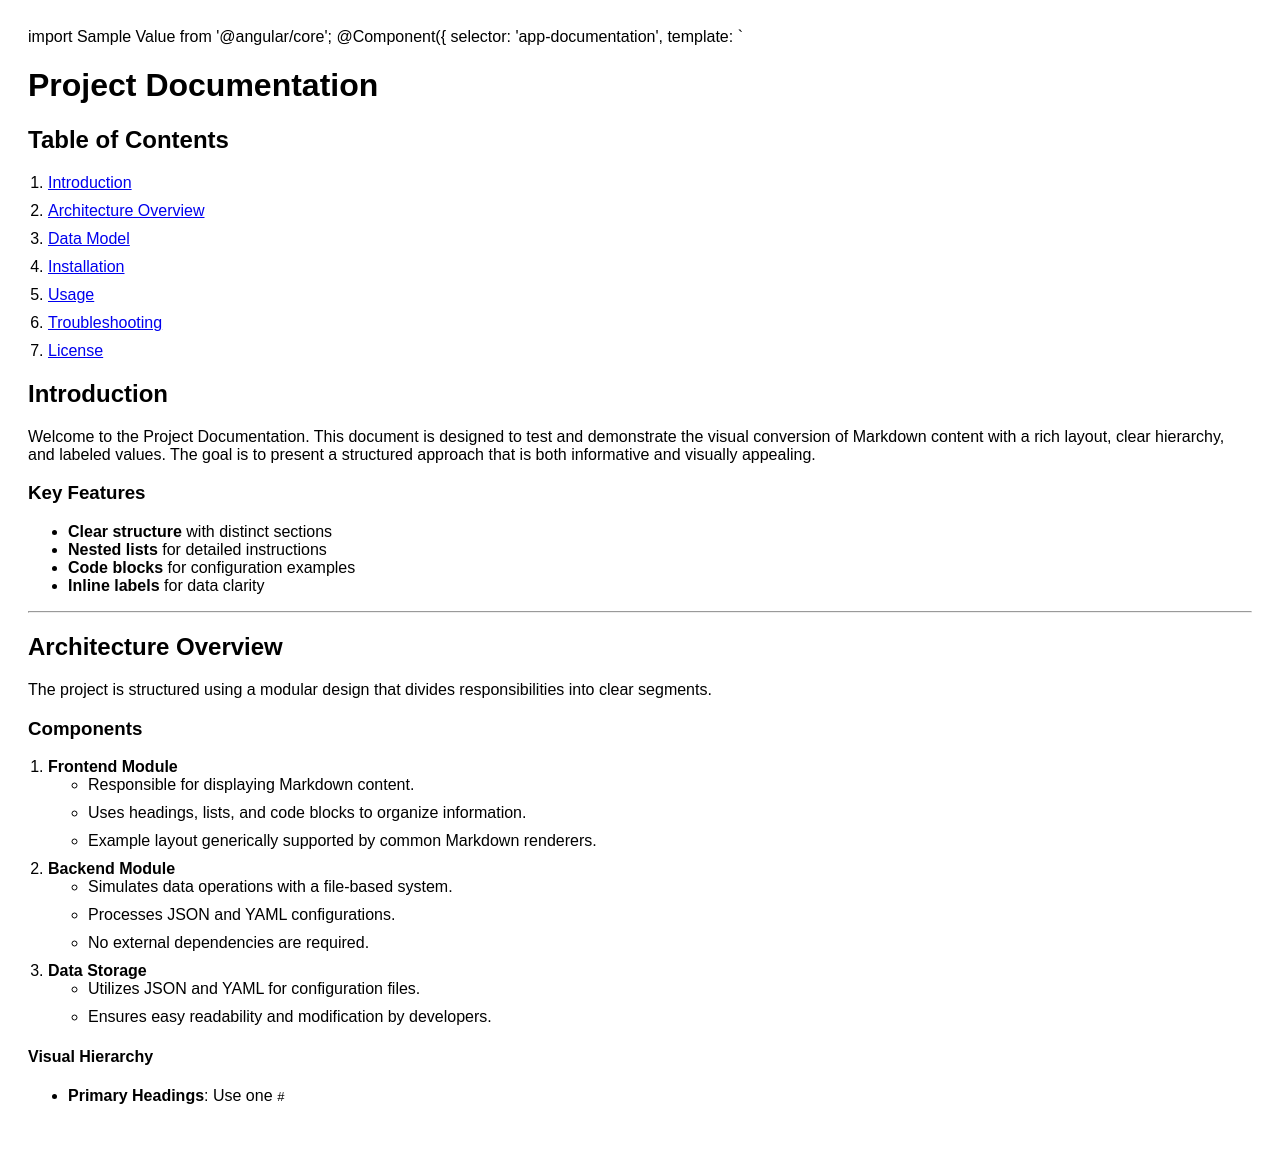 import Sample Value from '@angular/core'; @Component({ selector: 'app-documentation', template: `
Project Documentation
Table of Contents
1. Introduction
2. Architecture Overview
3. Data Model
4. Installation
5. Usage
6. Troubleshooting
7. License
Introduction
Welcome to the Project Documentation. This document is designed to test and demonstrate the visual conversion of Markdown content with a rich layout, clear hierarchy,
and labeled values. The goal is to present a structured approach that is both informative and visually appealing.
Key Features
• Clear structure with distinct sections
• Nested lists for detailed instructions
• Code blocks for configuration examples
• Inline labels for data clarity
Architecture Overview
The project is structured using a modular design that divides responsibilities into clear segments.
Components
1. Frontend Module
◦ Responsible for displaying Markdown content.
◦ Uses headings, lists, and code blocks to organize information.
◦ Example layout generically supported by common Markdown renderers.
2. Backend Module
◦ Simulates data operations with a file-based system.
◦ Processes JSON and YAML configurations.
◦ No external dependencies are required.
3. Data Storage
◦ Utilizes JSON and YAML for configuration files.
◦ Ensures easy readability and modification by developers.
Visual Hierarchy
• Primary Headings: Use one #